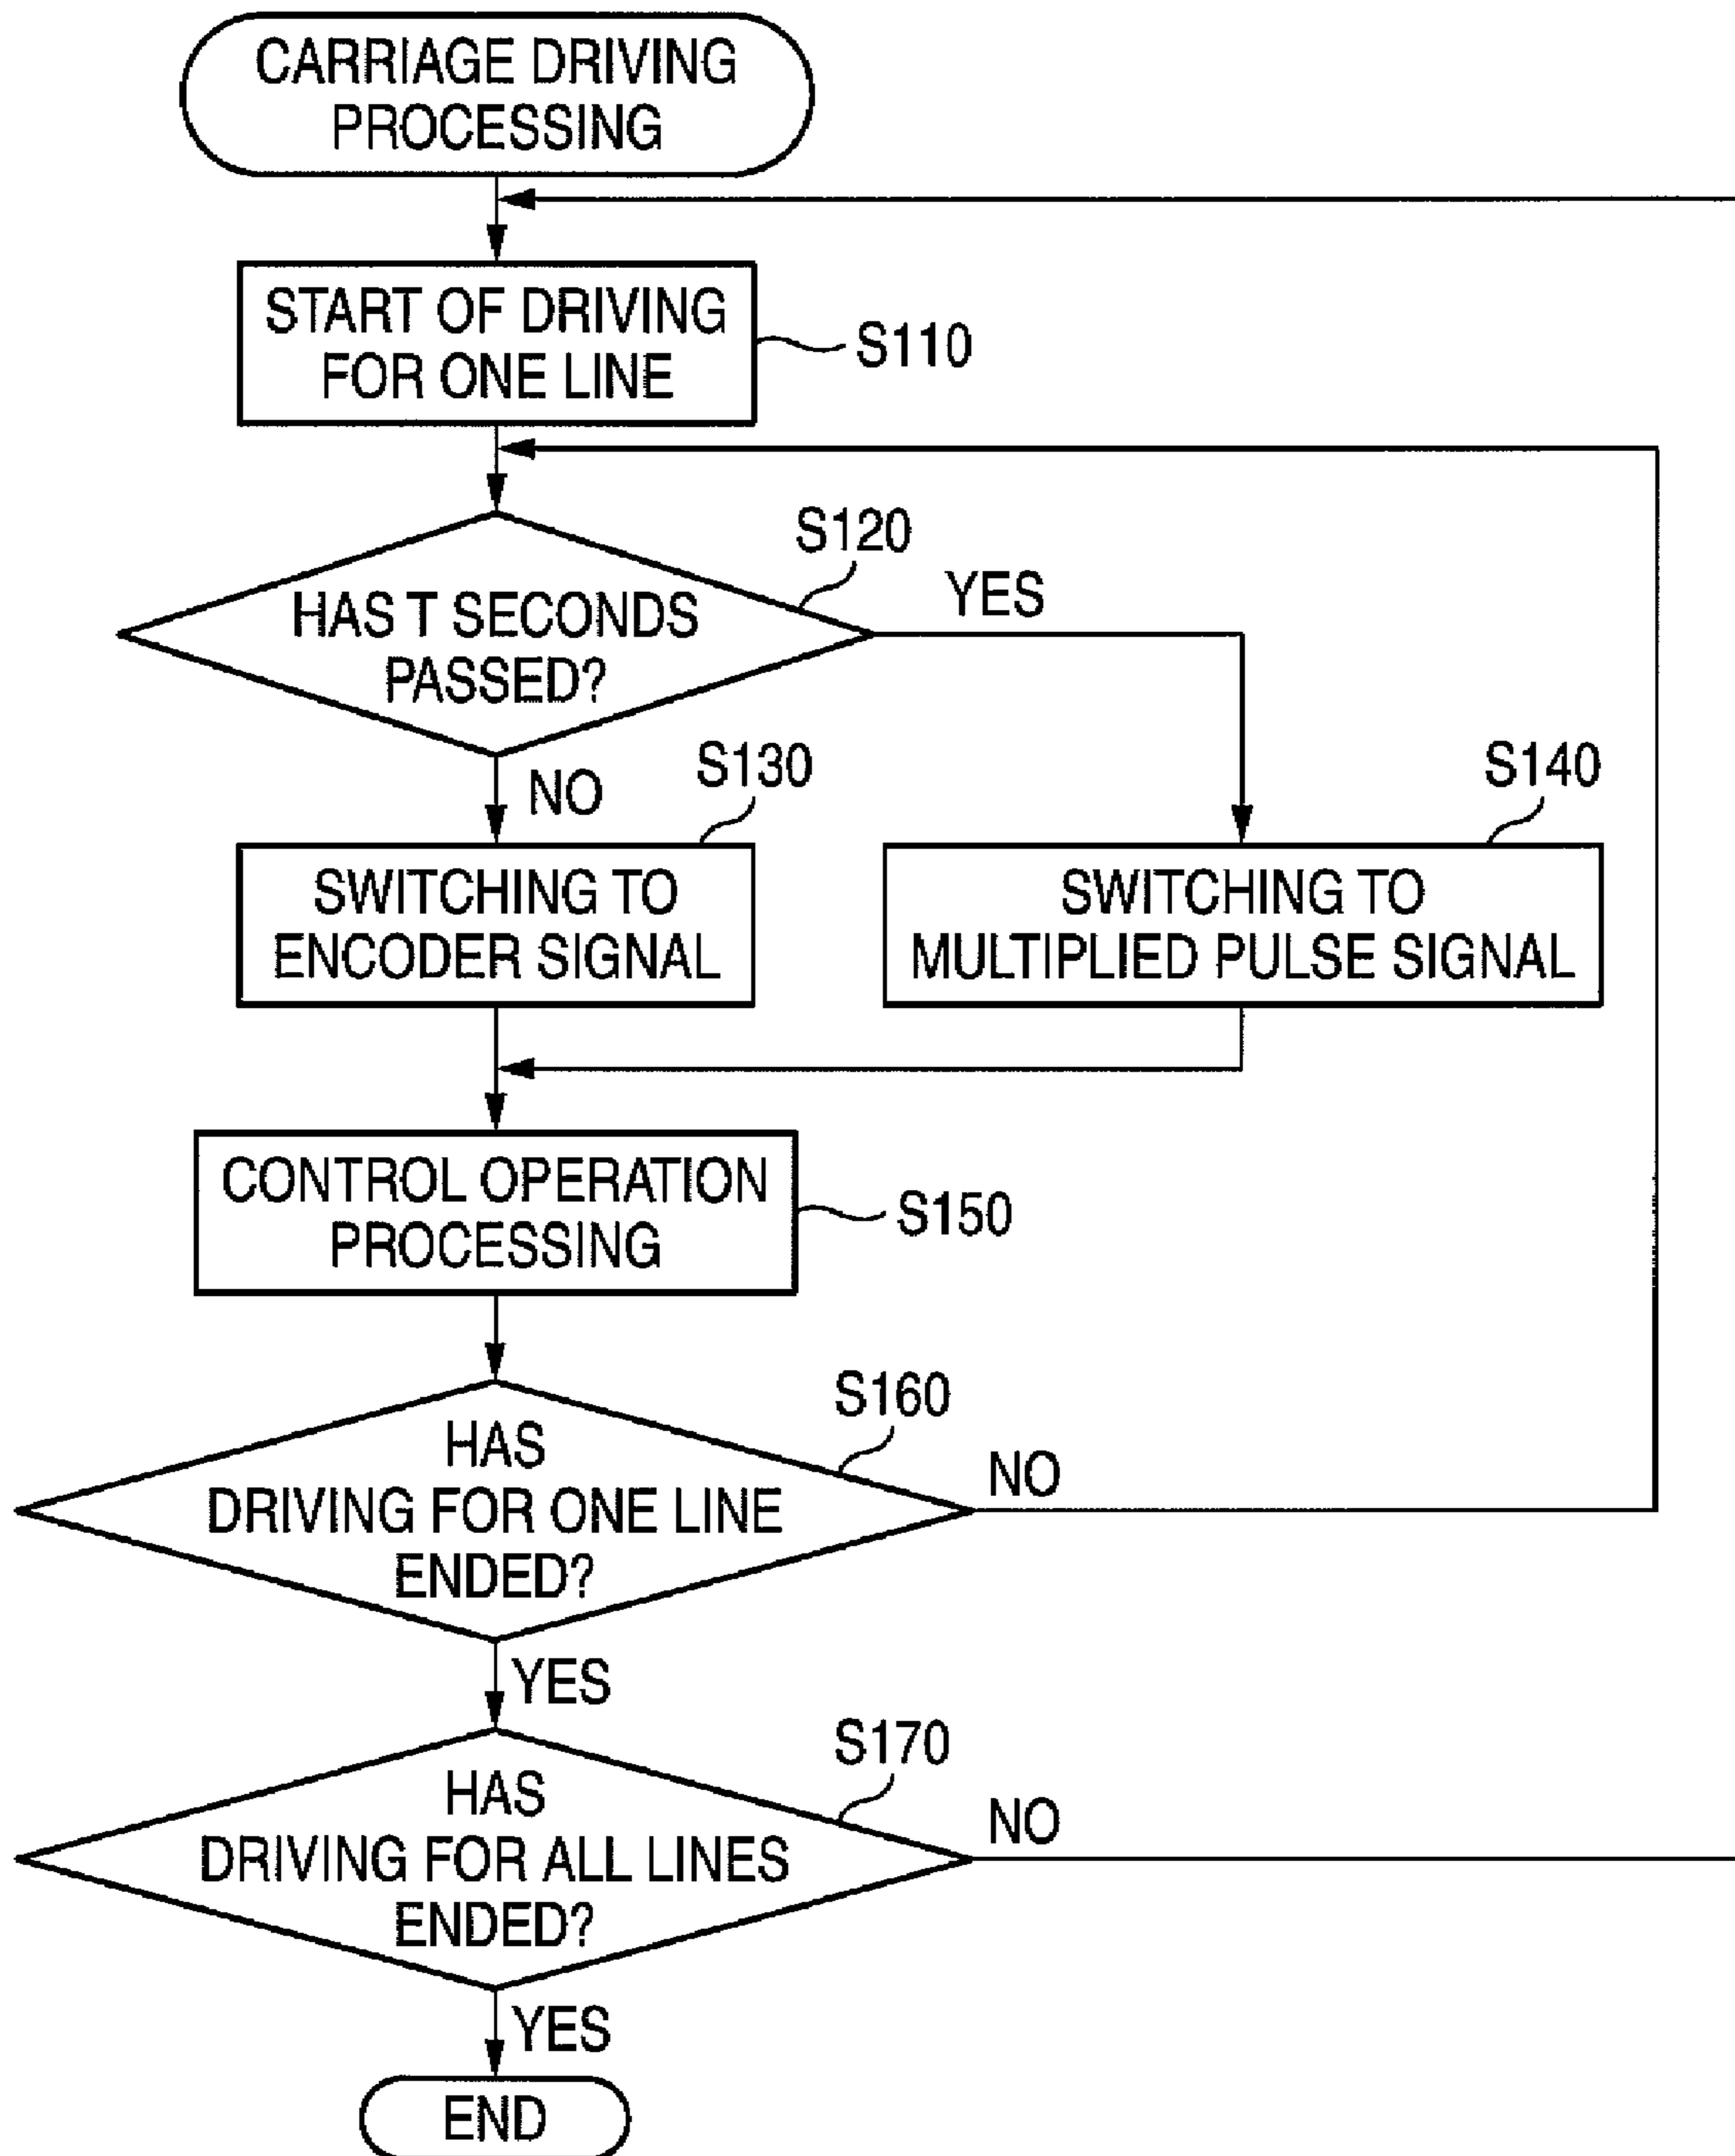 CARRIAGE DRIVING
PROCESSING
START OF DRIVING
FOR ONE LINE
S110
S120
HAS T SECONDS
PASSED?
YES
NO
S130
SWITCHING TO
ENCODER SIGNAL
S140
SWITCHING TO
MULTIPLIED PULSE SIGNAL
CONTROL OPERATION
PROCESSING
S150
S160
HAS
DRIVING FOR ONE LINE
ENDED?
NO
YES
S170
HAS
DRIVING FOR ALL LINES
ENDED?
NO
YES
END